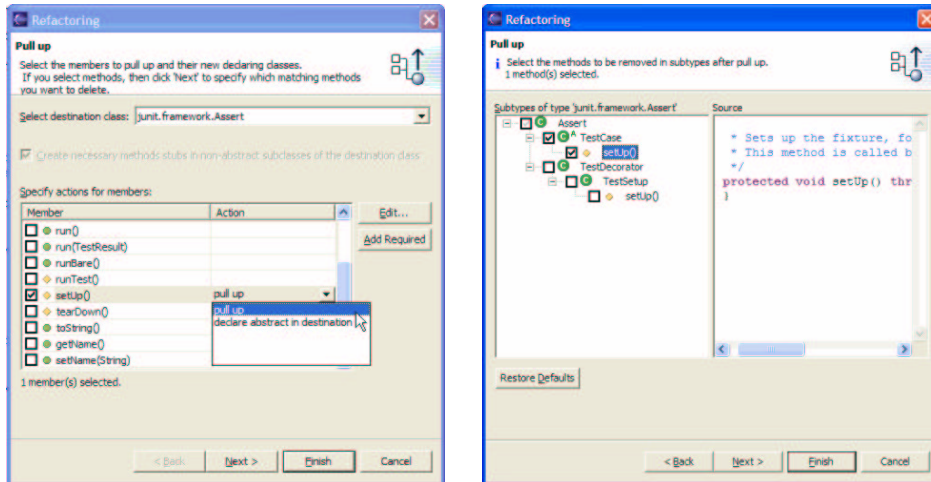 Refactoring
Pull up
Select the members to pull up and their new declaring classes.
If you select methods, then click 'Next' to specify which matching methods
you want to delete.
Select destination class: junit.framework.Assert
Create necessary methods stubs in non-abstract subclasses of the destination class
Specify actions for members:
Member Action
run()
run(TestResult)
runBare()
runTest()
setUp() pull up
tearDown()
toString()
getName()
setName(String)
pull up
declare abstract in destination
Edit...
Add Required
1 member(s) selected.
< Back Next > Finish Cancel
Refactoring
Pull up
Select the methods to be removed in subtypes after pull up.
1 method(s) selected.
Subtypes of type 'junit.framework.Assert'
Assert
TestCase
setUp()
TestDecorator
TestSetup
setUp()
Source
* Sets up the fixture, fo
* This method is called b
*/
protected void setUp() thr
}
Restore Defaults
< Back Next > Finish Cancel